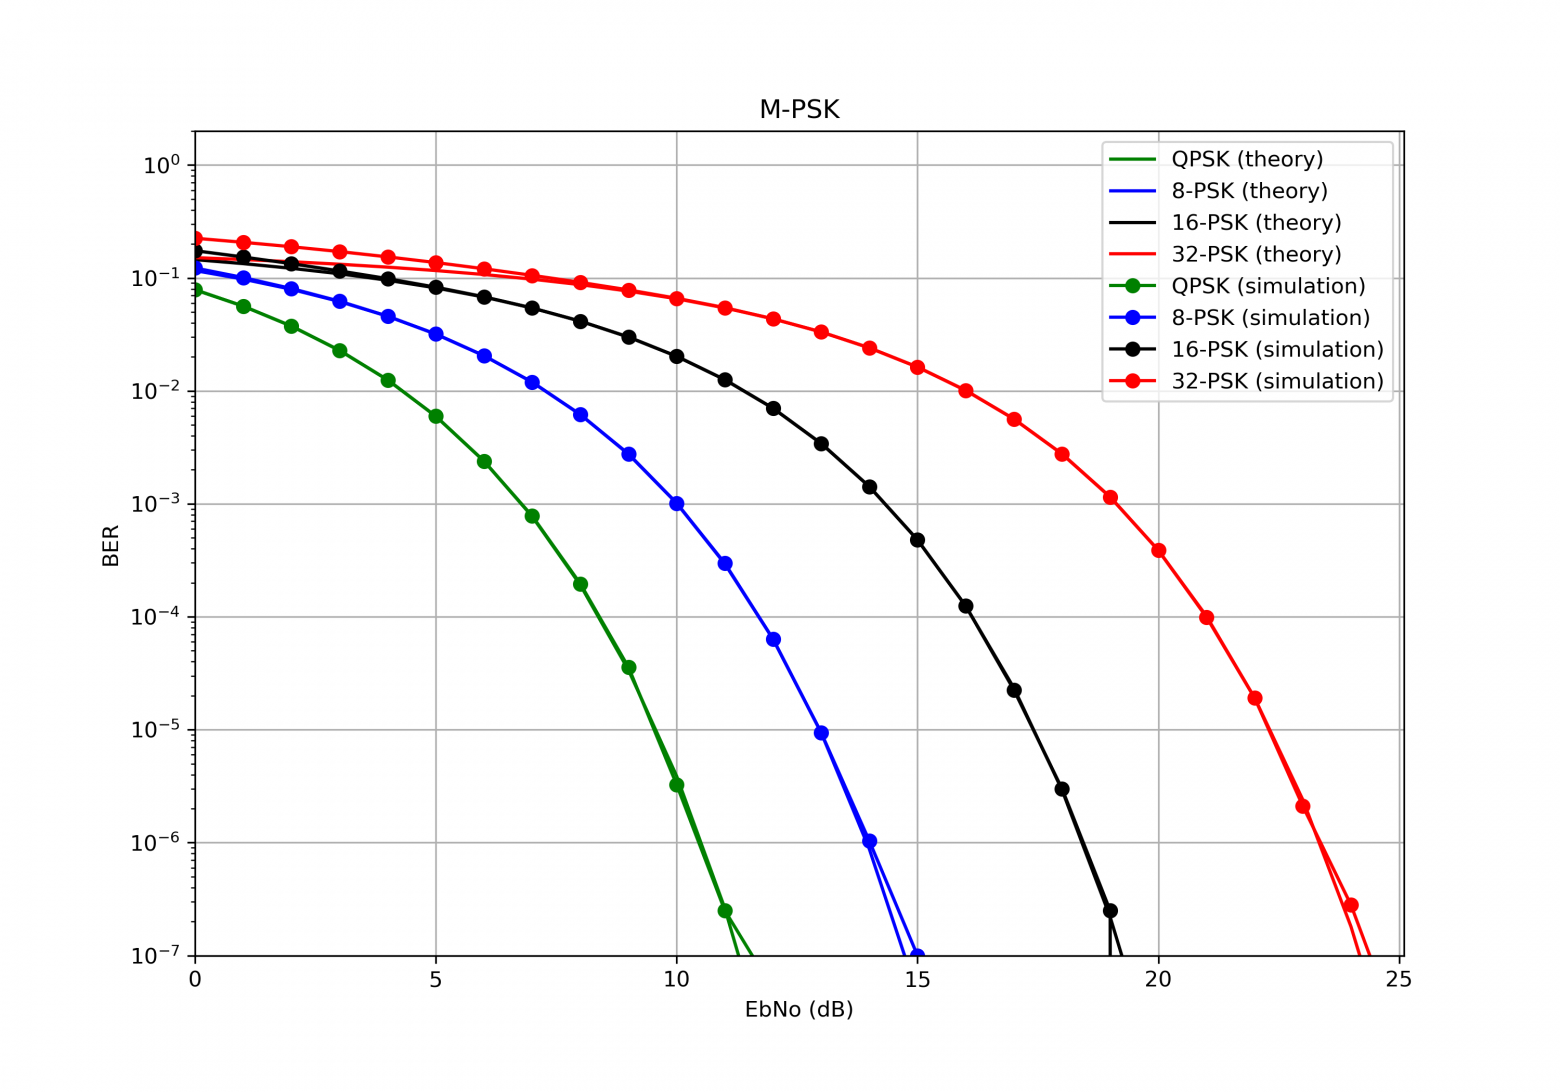 M-PSK
10⁰
10⁻¹
10⁻²
10⁻³
10⁻⁴
10⁻⁵
10⁻⁶
10⁻⁷
BER
0 5 10 15 20 25
EbNo (dB)
QPSK (theory)
8-PSK (theory)
16-PSK (theory)
32-PSK (theory)
QPSK (simulation)
8-PSK (simulation)
16-PSK (simulation)
32-PSK (simulation)